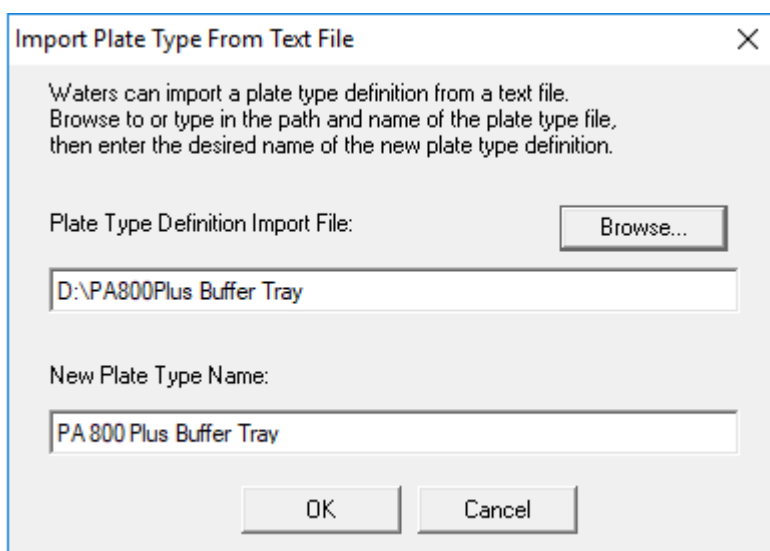 Import Plate Type From Text File
Waters can import a plate type definition from a text file.
Browse to or type in the path and name of the plate type file,
then enter the desired name of the new plate type definition.
Plate Type Definition Import File:
Browse...
D:\PA800Plus Buffer Tray
New Plate Type Name:
PA 800 Plus Buffer Tray
OK
Cancel